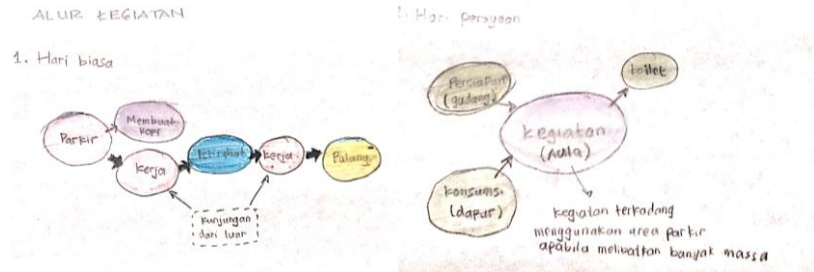 ALUR KEGIATAN
1. Hari biasa
Parkir
Membuat
kopi
Kerja
Istirahat
Kerja
Pulang
Kunjungan
dari luar
2. Hari perayaan
Persiapan
(gudang)
toilet
kegiatan
(Aula)
konsumsi
(dapur)
kegiatan terkadang
menggunakan area parkir
apabila melibatkan banyak massa